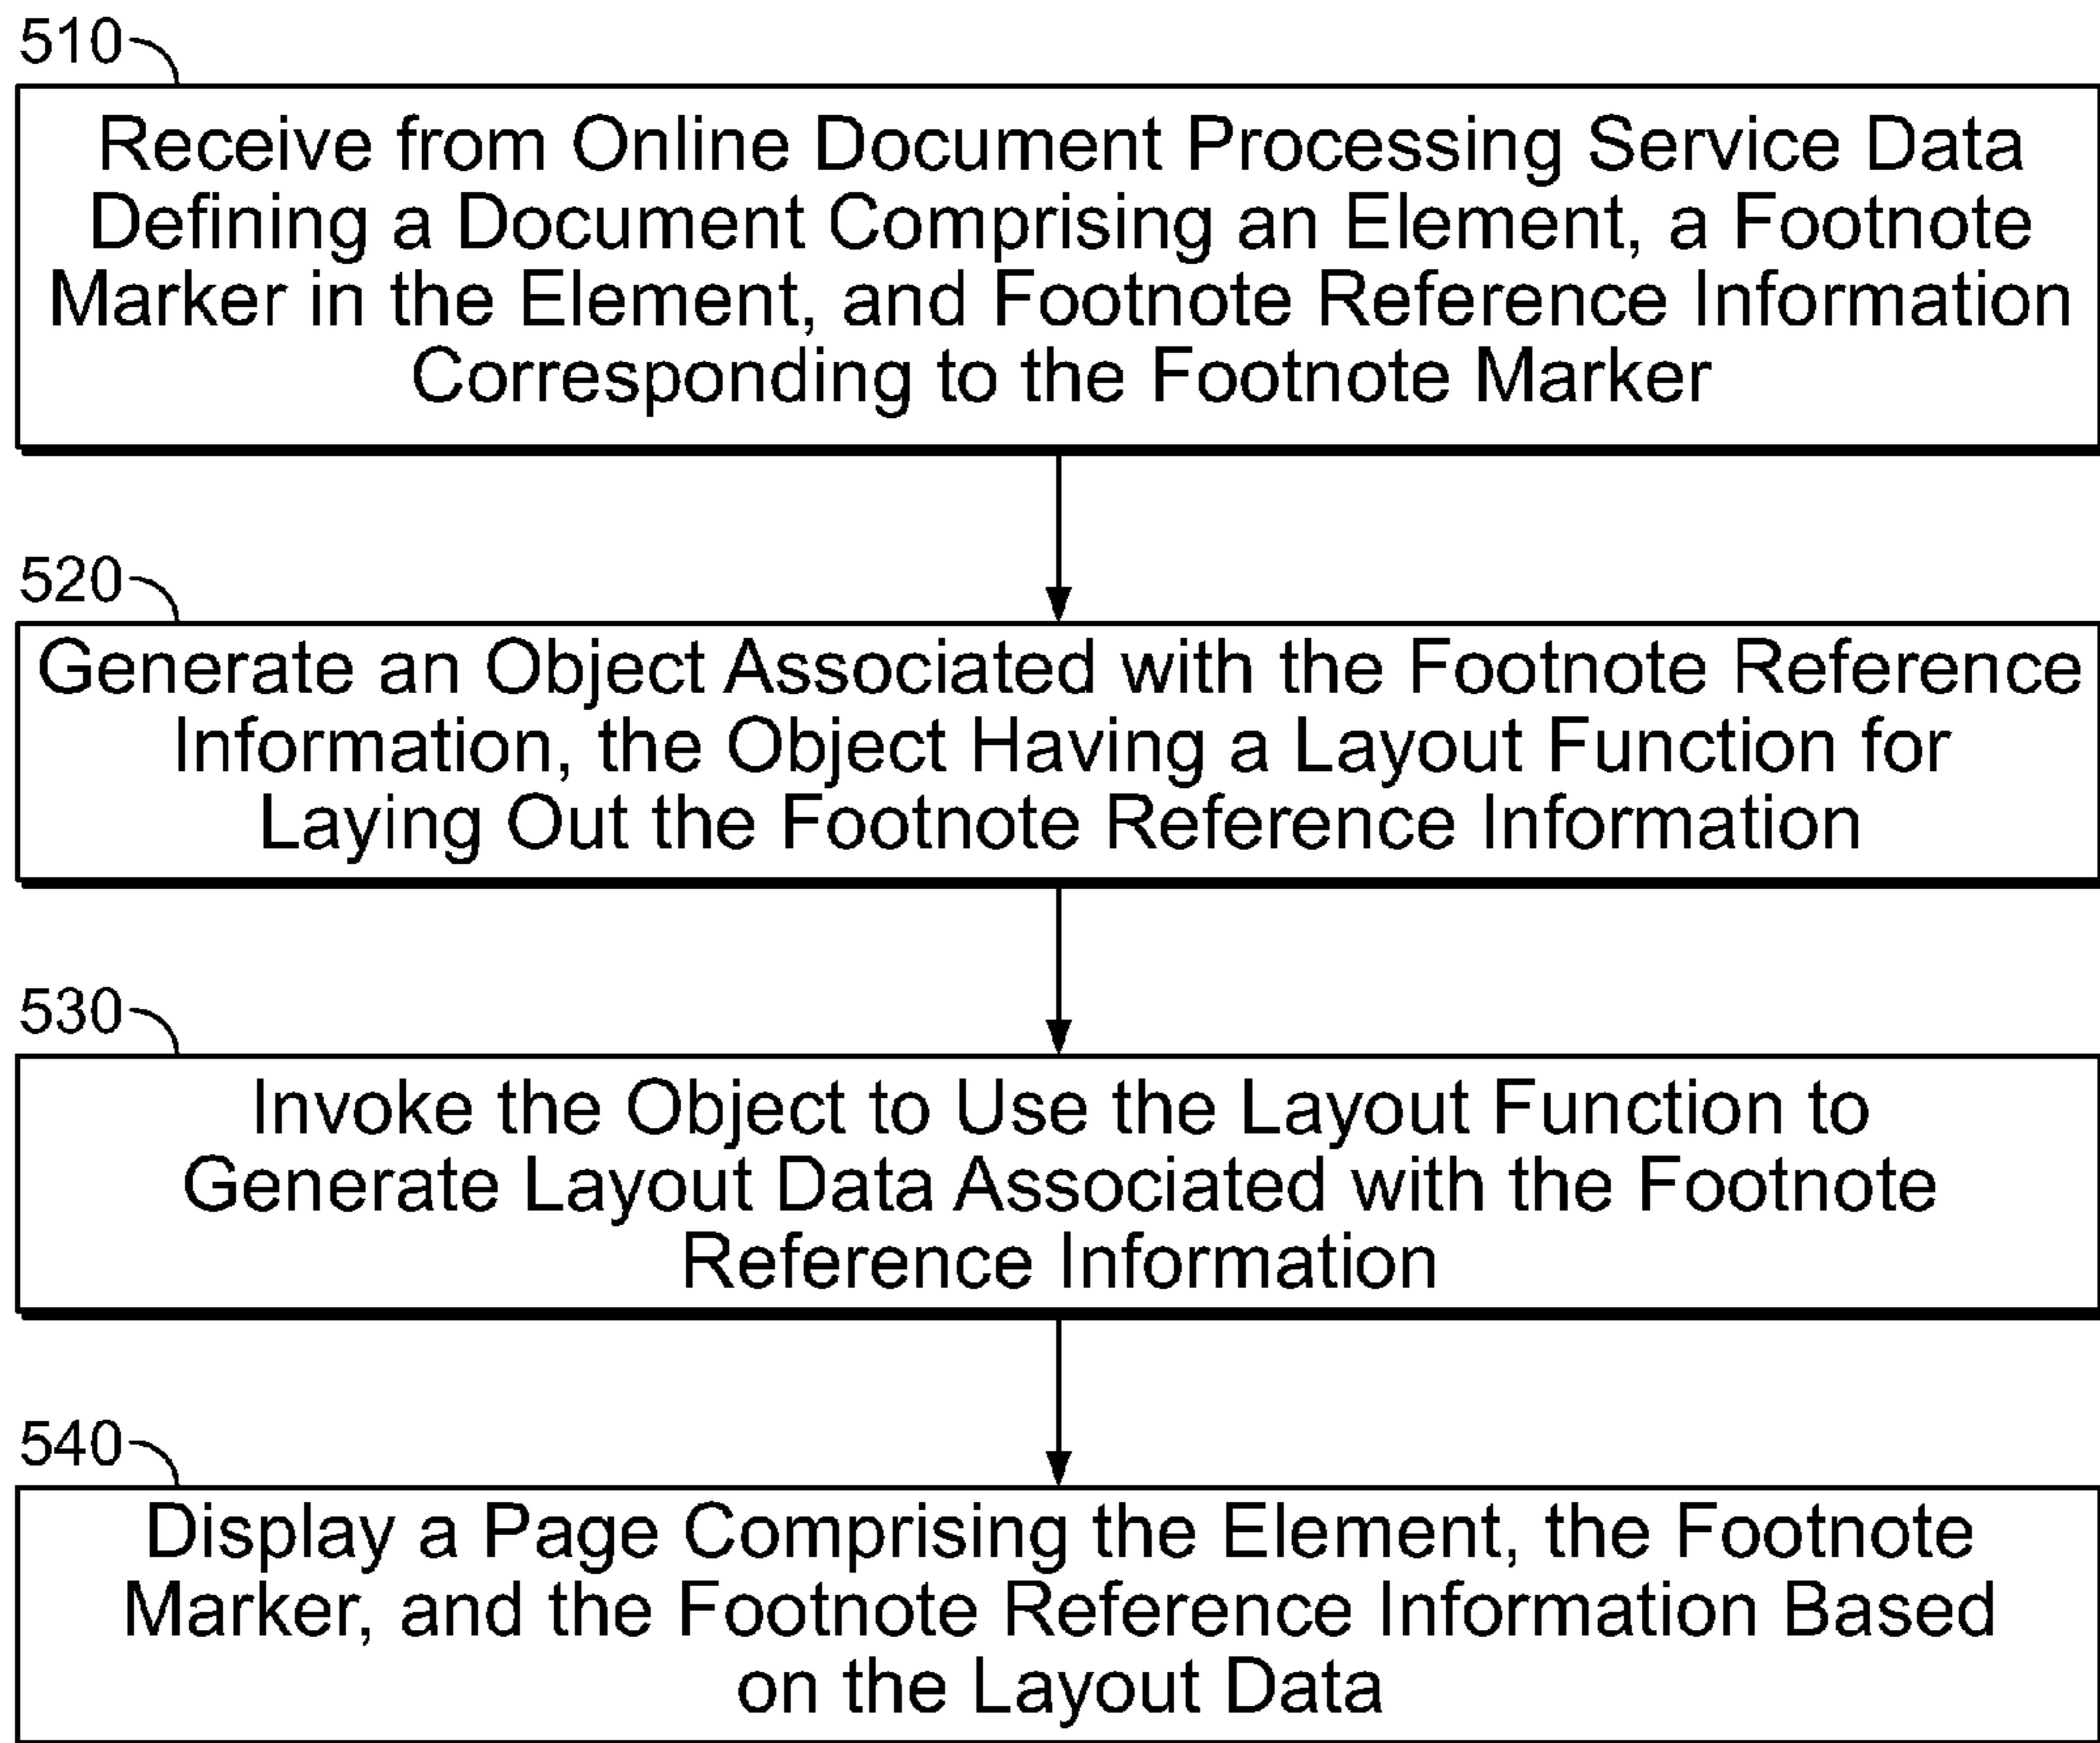 510
Receive from Online Document Processing Service Data
Defining a Document Comprising an Element, a Footnote
Marker in the Element, and Footnote Reference Information
Corresponding to the Footnote Marker
520
Generate an Object Associated with the Footnote Reference
Information, the Object Having a Layout Function for
Laying Out the Footnote Reference Information
530
Invoke the Object to Use the Layout Function to
Generate Layout Data Associated with the Footnote
Reference Information
540
Display a Page Comprising the Element, the Footnote
Marker, and the Footnote Reference Information Based
on the Layout Data